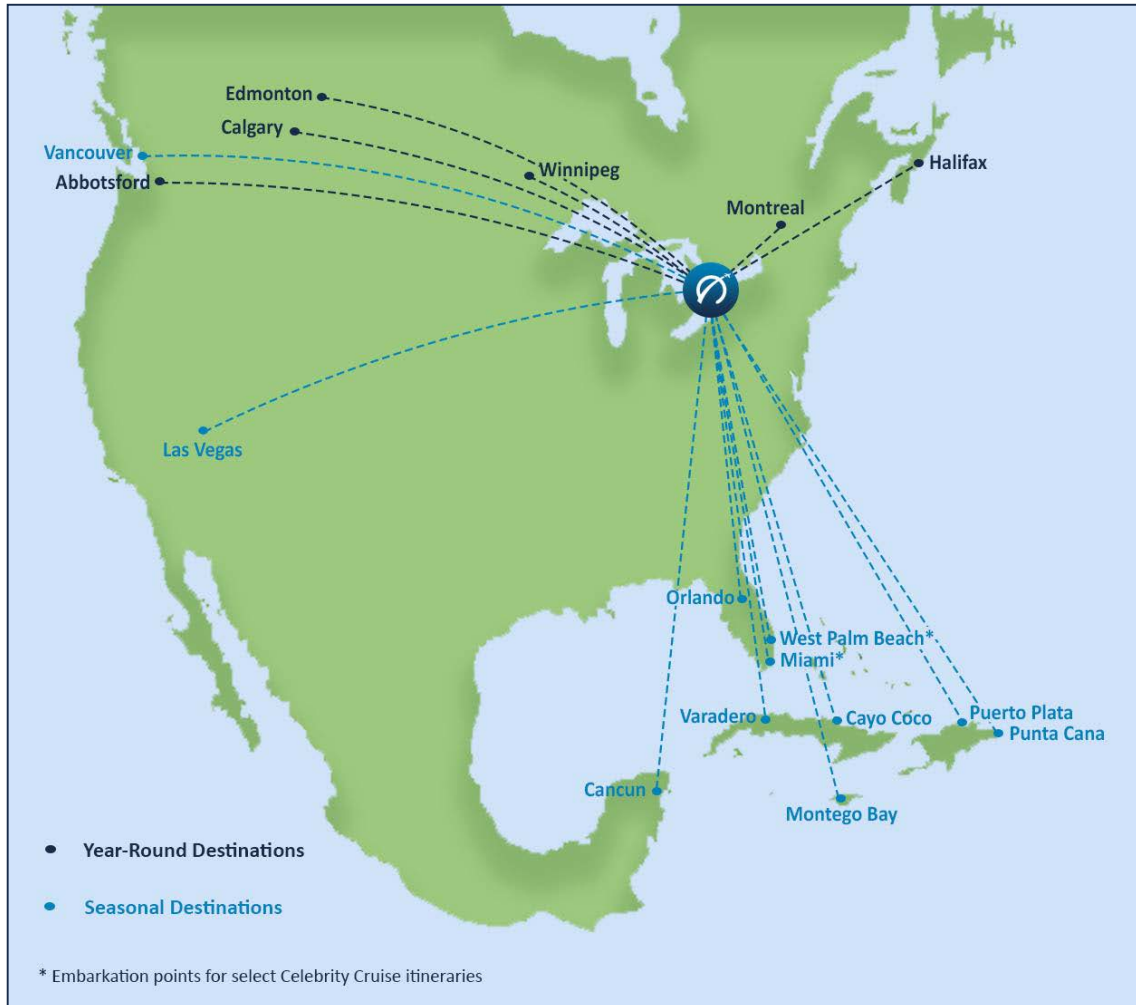 Edmonton
Calgary
Vancouver
Abbotsford
Winnipeg
Halifax
Montreal
Las Vegas
Orlando
West Palm Beach*
Miami*
Varadero
Cayo Coco
Puerto Plata
Punta Cana
Cancun
Montego Bay
Year-Round Destinations
Seasonal Destinations
* Embarkation points for select Celebrity Cruise itineraries